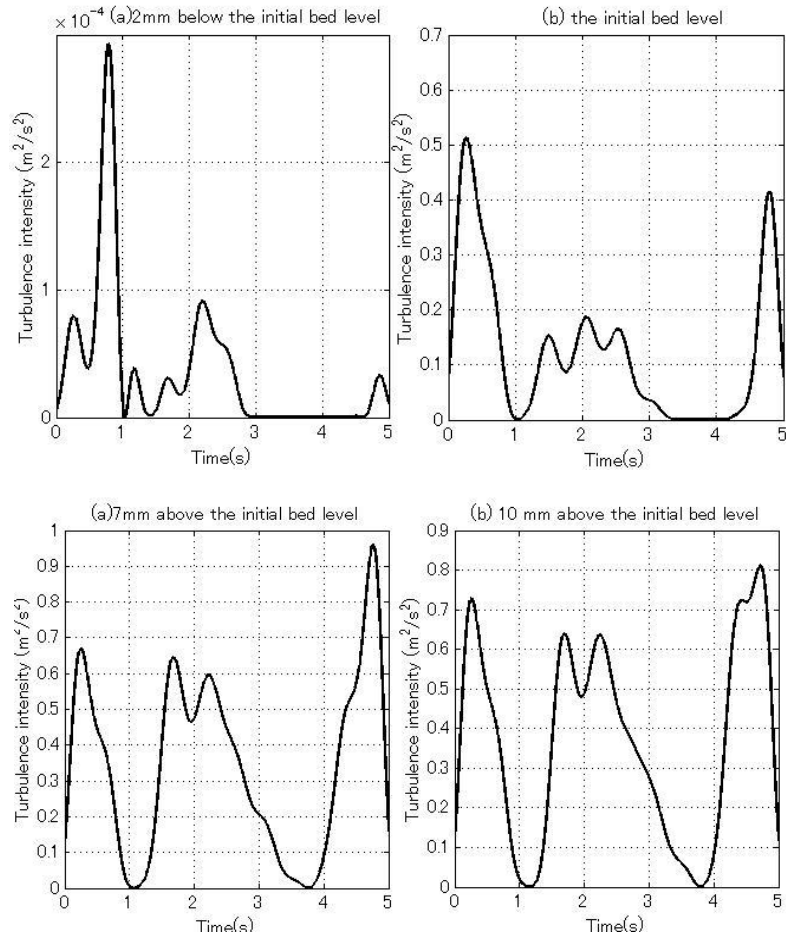 × 10⁻⁴ (a)2mm below the initial bed level
Turbulence intensity (m²/s²)
2
1
0
0 1 2 3 4 5
Time(s)
(b) the initial bed level
Turbulence intensity (m²/s²)
0.7
0.6
0.5
0.4
0.3
0.2
0.1
0
0 1 2 3 4 5
Time(s)
(a)7mm above the initial bed level
Turbulence intensity (m²/s²)
1
0.9
0.8
0.7
0.6
0.5
0.4
0.3
0.2
0.1
0
0 1 2 3 4 5
Time(s)
(b) 10 mm above the initial bed level
Turbulence intensity (m²/s²)
0.9
0.8
0.7
0.6
0.5
0.4
0.3
0.2
0.1
0
0 1 2 3 4 5
Time(s)